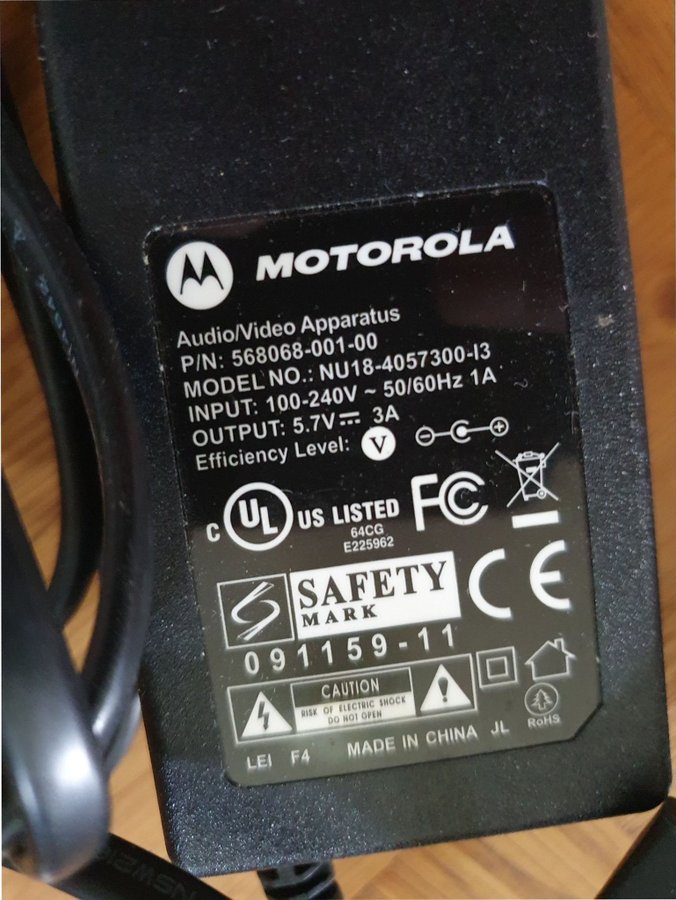 MOTOROLA
Audio/Video Apparatus
P/N: 568068-001-00
MODEL NO.: NU18-4057300-I3
INPUT: 100-240V ~ 50/60Hz 1A
OUTPUT: 5.7V⎓ 3A
Efficiency Level: V
C UL US LISTED
64CG
E225962
FC
CE
SAFETY
MARK
091159-11
CAUTION
RISK OF ELECTRIC SHOCK
DO NOT OPEN
RoHS
LEI F4 MADE IN CHINA JL